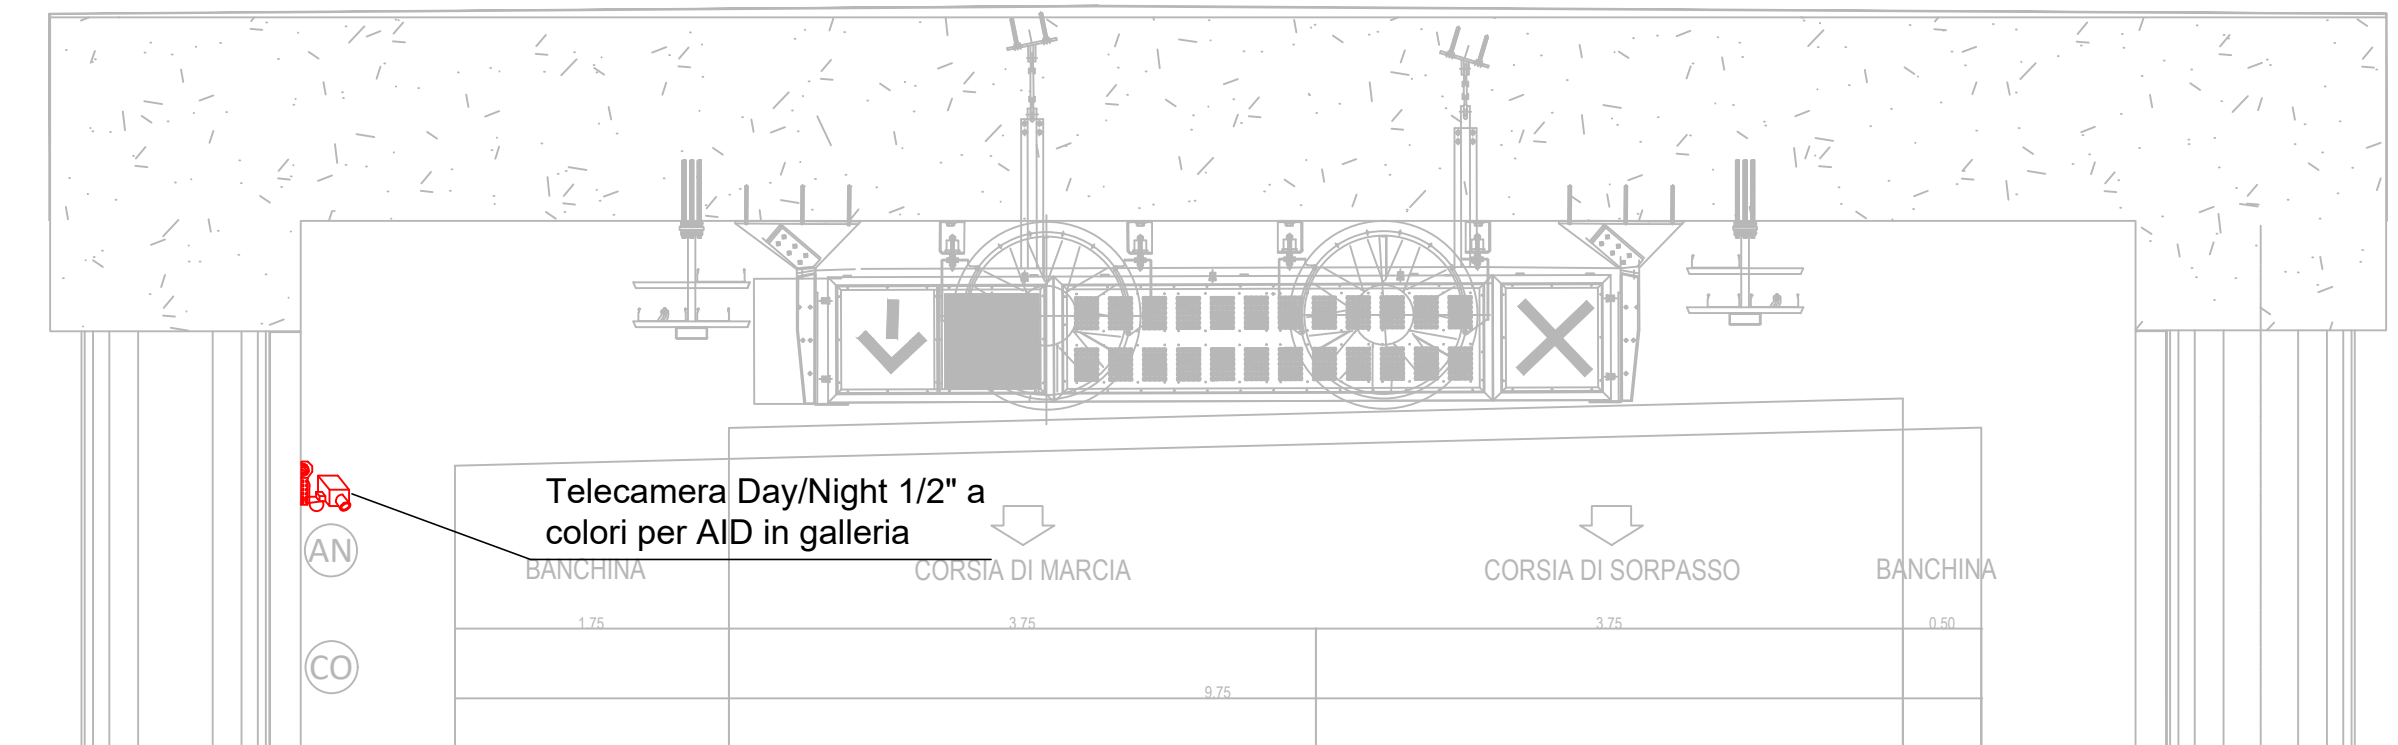 Telecamera Day/Night 1/2" a
colori per AID in galleria
AN
BANCHINA
CORSIA DI MARCIA
CORSIA DI SORPASSO
BANCHINA
1.75
3.75
3.75
0.50
CO
9.75